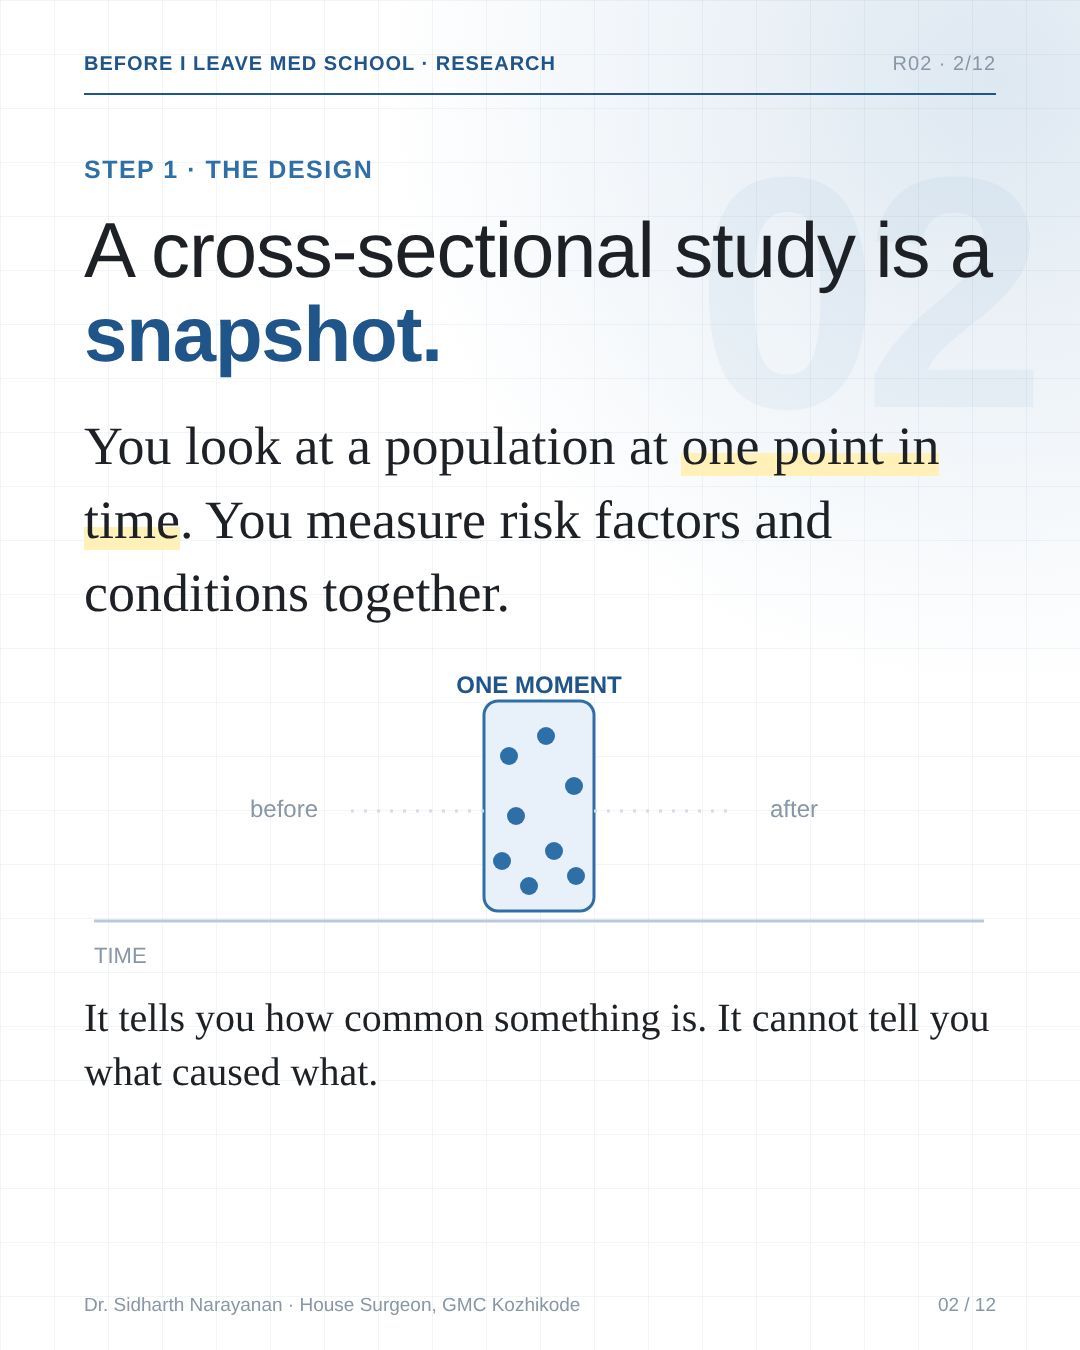 BEFORE I LEAVE MED SCHOOL · RESEARCH
R02 · 2/12
STEP 1 · THE DESIGN
02
A cross-sectional study is a
snapshot.
You look at a population at one point in
time. You measure risk factors and
conditions together.
ONE MOMENT
before
after
TIME
It tells you how common something is. It cannot tell you
what caused what.
Dr. Sidharth Narayanan · House Surgeon, GMC Kozhikode
02 / 12